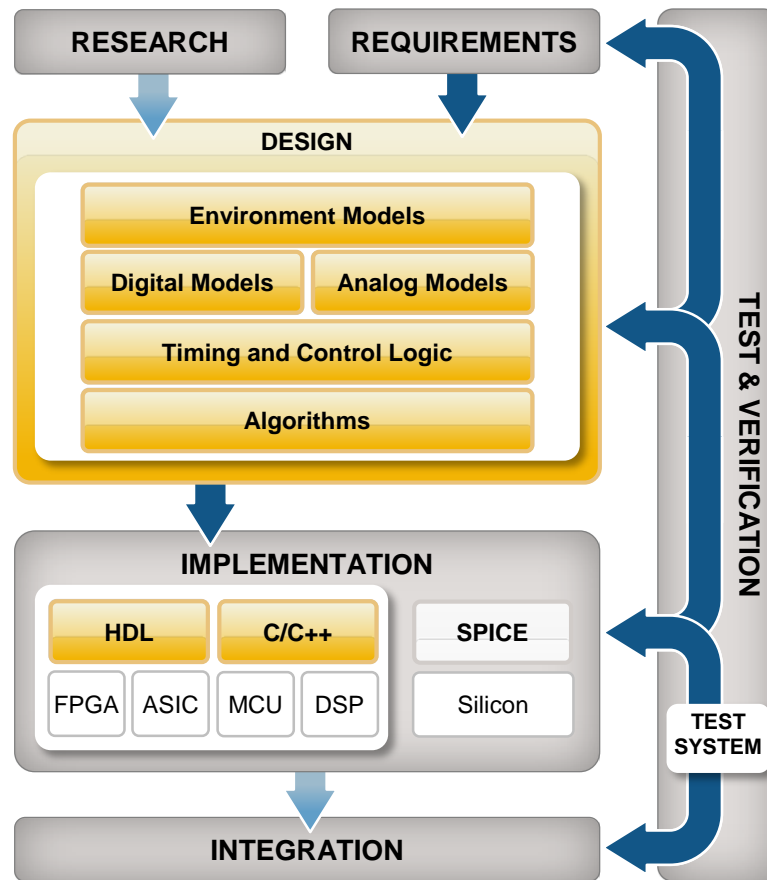 RESEARCH
REQUIREMENTS
DESIGN
Environment Models
Digital Models
Analog Models
Timing and Control Logic
Algorithms
IMPLEMENTATION
HDL
C/C++
SPICE
FPGA
ASIC
MCU
DSP
Silicon
INTEGRATION
TEST & VERIFICATION
TEST
SYSTEM